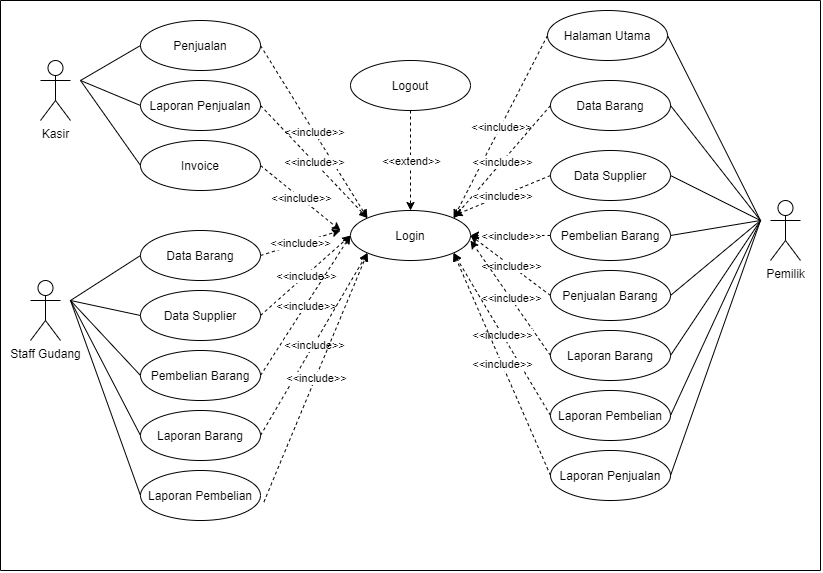 Penjualan
Laporan Penjualan
Invoice
Kasir
Logout
Halaman Utama
Data Barang
Data Supplier
Pembelian Barang
Penjualan Barang
Laporan Barang
Laporan Pembelian
Laporan Penjualan
Pemilik
<<include>>
<<include>>
<<include>>
<<extend>>
<<include>>
<<include>>
<<include>>
Login
Data Barang
Data Supplier
Pembelian Barang
Laporan Barang
Laporan Pembelian
Staff Gudang
<<include>>
<<include>>
<<include>>
<<include>>
<<include>>
<<include>>
<<include>>
<<include>>
<<include>>
<<include>>